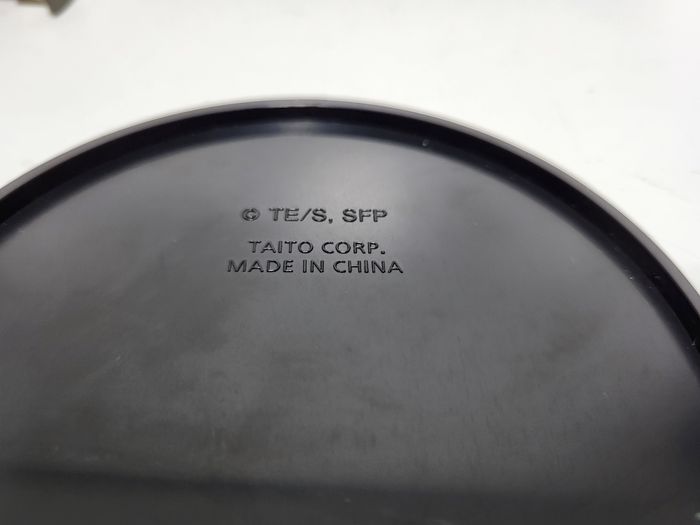 © TE/S, SFP
TAITO CORP.
MADE IN CHINA